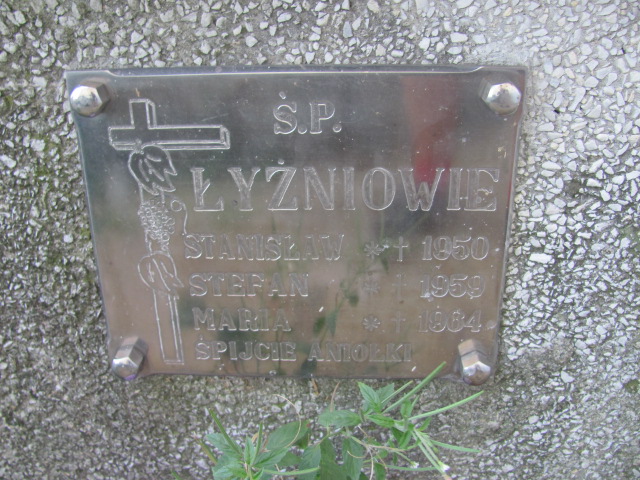 Ś.P.
ŁYŻNIOWIE
STANISŁAW *† 1950
STEFAN *† 1959
MARIA *† 1964
ŚPIJCIE ANIOŁKI